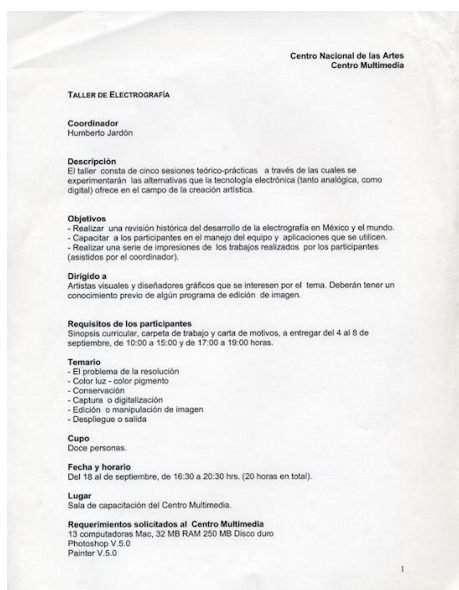 Centro Nacional de las Artes
Centro Multimedia
TALLER DE ELECTROGRAFÍA
Coordinador
Humberto Jardón
Descripción
El taller consta de cinco sesiones teórico-prácticas a través de las cuales se
experimentarán las alternativas que la tecnología electrónica (tanto analógica, como
digital) ofrece en el campo de la creación artística.
Objetivos
- Realizar una revisión histórica del desarrollo de la electrografía en México y el mundo.
- Capacitar a los participantes en el manejo del equipo y aplicaciones que se utilicen.
- Realizar una serie de impresiones de los trabajos realizados por los participantes
(asistidos por el coordinador).
Dirigido a
Artistas visuales y diseñadores gráficos que se interesen por el tema. Deberán tener un
conocimiento previo de algún programa de edición de imagen.
Requisitos de los participantes
Sinopsis curricular, carpeta de trabajo y carta de motivos, a entregar del 4 al 8 de
septiembre, de 10:00 a 15:00 y de 17:00 a 19:00 horas.
Temario
- El problema de la resolución
- Color luz - color pigmento
- Conservación
- Captura o digitalización
- Edición o manipulación de imagen
- Despliegue o salida
Cupo
Doce personas.
Fecha y horario
Del 18 al de septiembre, de 16:30 a 20:30 hrs. (20 horas en total).
Lugar
Sala de capacitación del Centro Multimedia.
Requerimientos solicitados al Centro Multimedia
13 computadoras Mac, 32 MB RAM 250 MB Disco duro
Photoshop V.5.0
Painter V.5.0
1